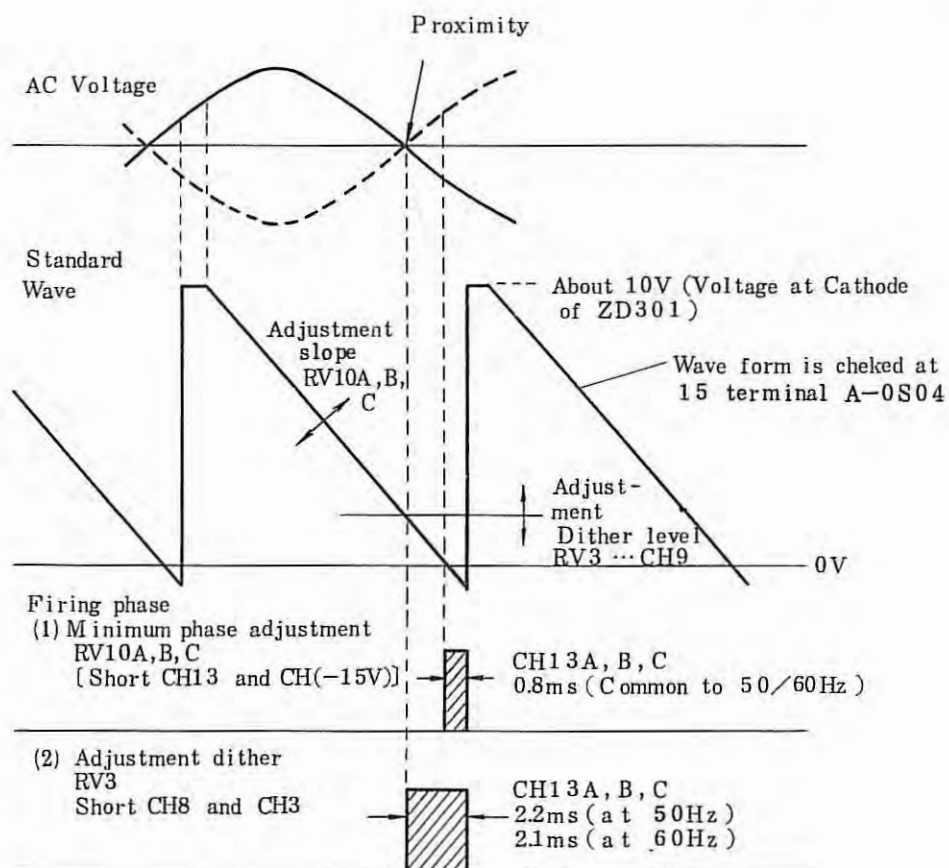 Proximity
AC Voltage
Standard
Wave
About 10V (Voltage at Cathode
of ZD301)
Adjustment
slope
RV10A,B,
C
Wave form is cheked at
15 terminal A-0S04
Adjust-
ment
Dither level
RV3 …CH9
0V
Firing phase
(1) Minimum phase adjustment
RV10A,B,C
[Short CH13 and CH(-15V)]
CH13A, B, C
0.8ms (Common to 50/60Hz)
(2) Adjustment dither
RV3
Short CH8 and CH3
CH13A, B, C
2.2ms (at 50Hz)
2.1ms (at 60Hz)